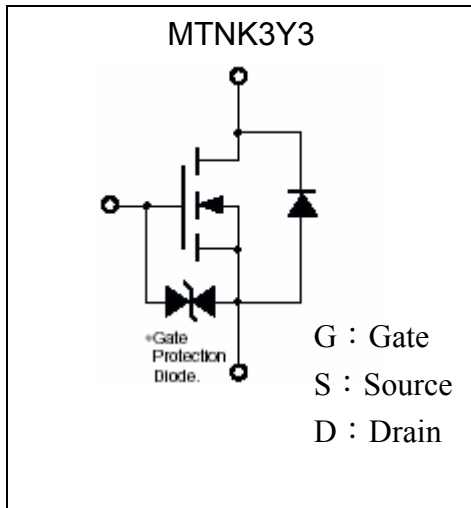 MTNK3Y3
*Gate
Protection
Diode.
G：Gate
S：Source
D：Drain